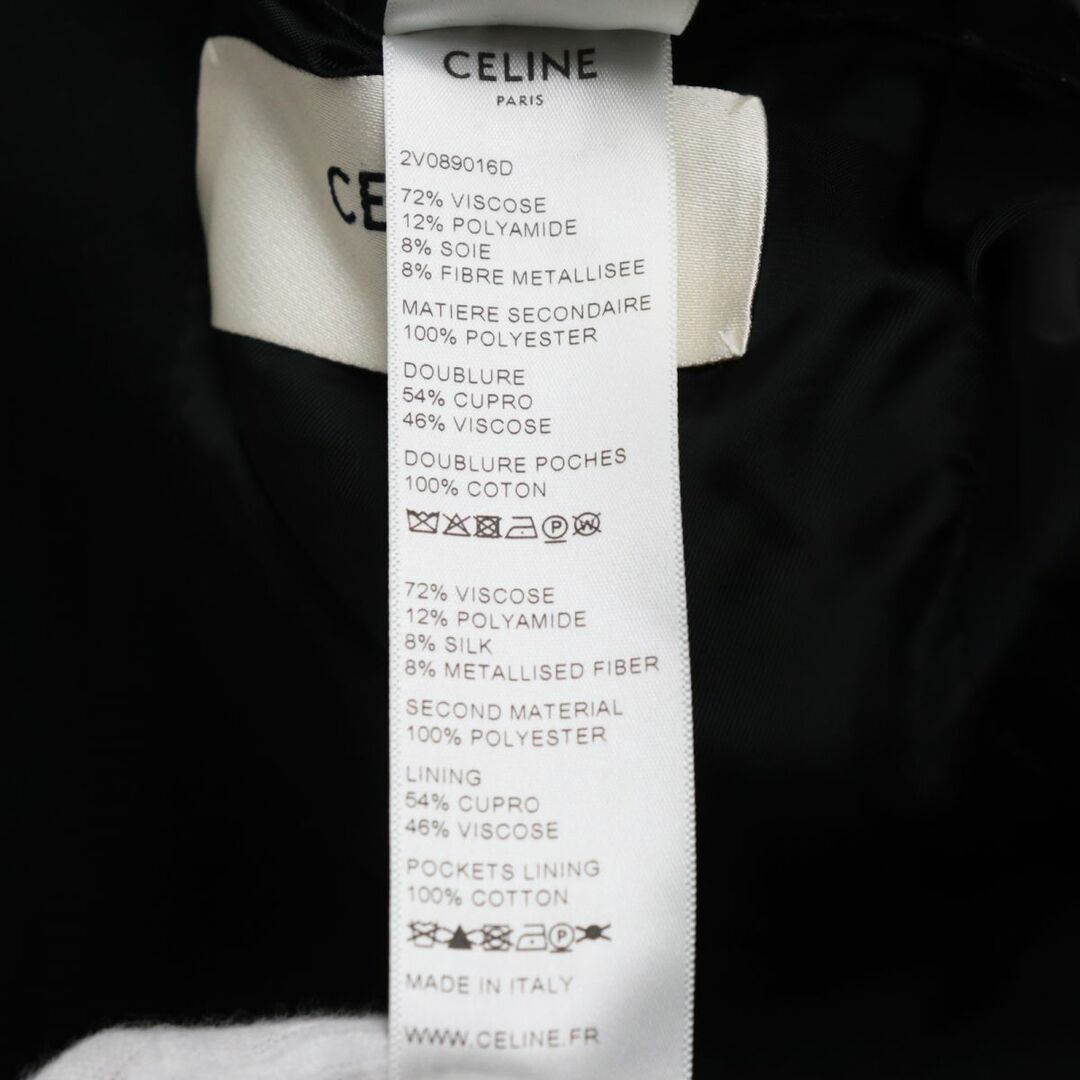 CELINE
PARIS
CE
2V089016D
72% VISCOSE
12% POLYAMIDE
8% SOIE
8% FIBRE METALLISEE
MATIERE SECONDAIRE
100% POLYESTER
DOUBLURE
54% CUPRO
46% VISCOSE
DOUBLURE POCHES
100% COTON
P W
72% VISCOSE
12% POLYAMIDE
8% SILK
8% METALLISED FIBER
SECOND MATERIAL
100% POLYESTER
LINING
54% CUPRO
46% VISCOSE
POCKETS LINING
100% COTTON
P
MADE IN ITALY
WWW.CELINE.FR